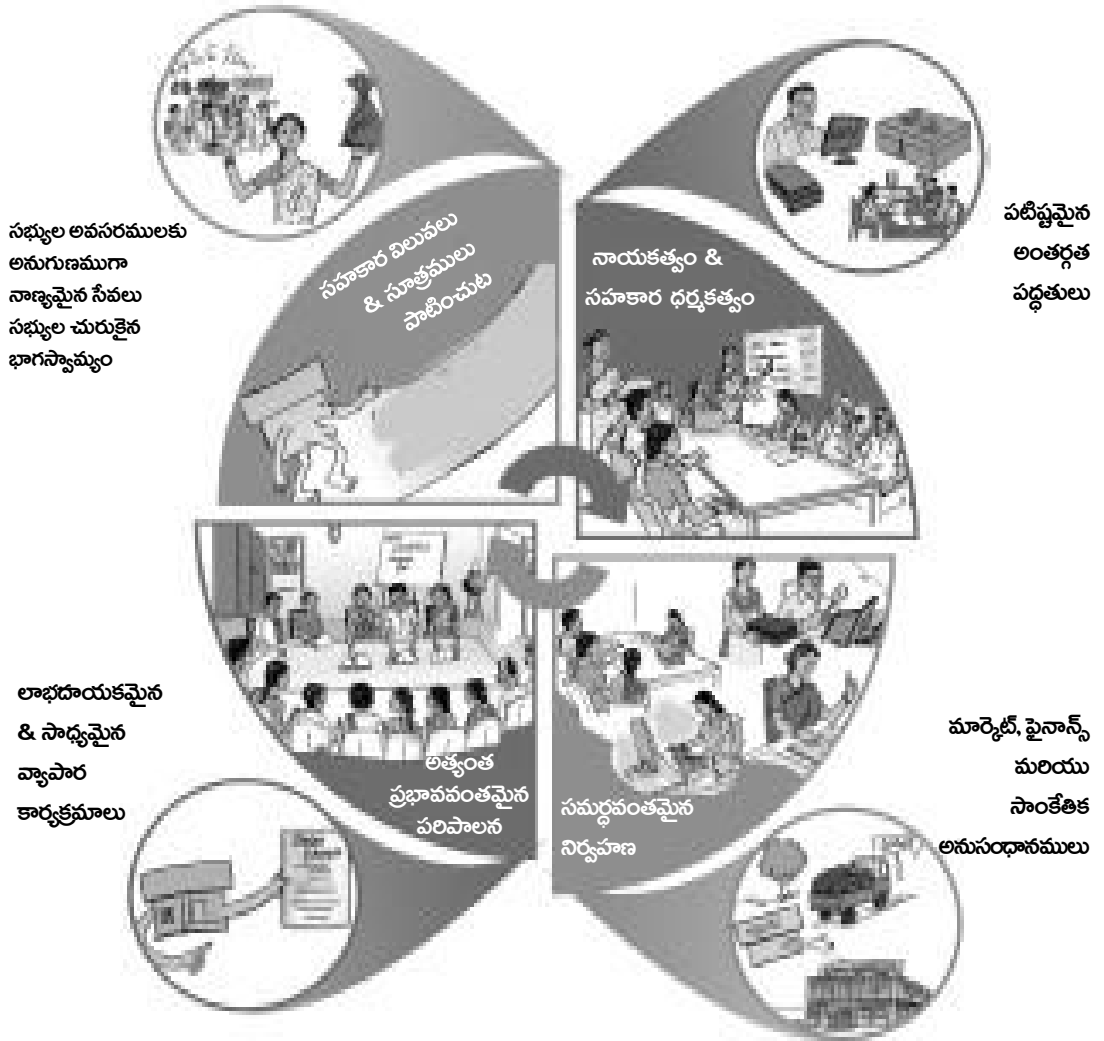 సభ్యుల అవసరములకు
అనుగుణముగా
నాణ్యమైన సేవలు
సభ్యుల చురుకైన
భాగస్వామ్యం
సహకార విలువలు
& సూత్రములు
పాటించుట
నాయకత్వం &
సహకార ధర్మకత్వం
పటిష్టమైన
అంతర్గత
పద్ధతులు
లాభదాయకమైన
& సాధ్యమైన
వ్యాపార
కార్యక్రమాలు
అత్యంత
ప్రభావవంతమైన
పరిపాలన
సమర్ధవంతమైన
నిర్వహణ
మార్కెట్, ఫైనాన్స్
మరియు
సాంకేతిక
అనుసంధానములు